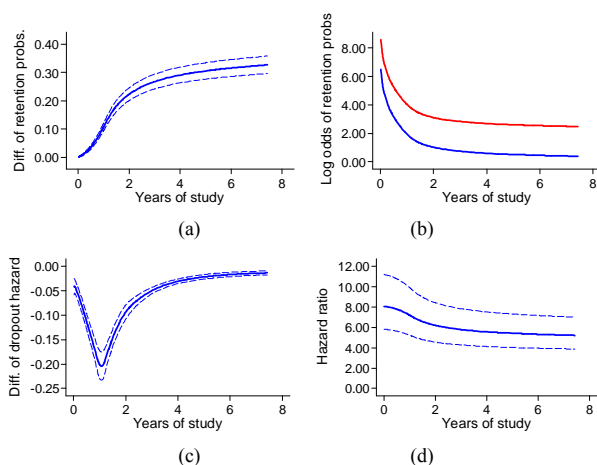 Diff. of retention probs.
0.40
0.30
0.20
0.10
0.00
0 2 4 6 8
Years of study
(a)
Log odds of retention probs.
8.00
6.00
4.00
2.00
0.00
0 2 4 6 8
Years of study
(b)
Diff. of dropout hazard
0.00
-0.05
-0.10
-0.15
-0.20
-0.25
0 2 4 6 8
Years of study
(c)
Hazard ratio
12.00
10.00
8.00
6.00
4.00
2.00
0.00
0 2 4 6 8
Years of study
(d)